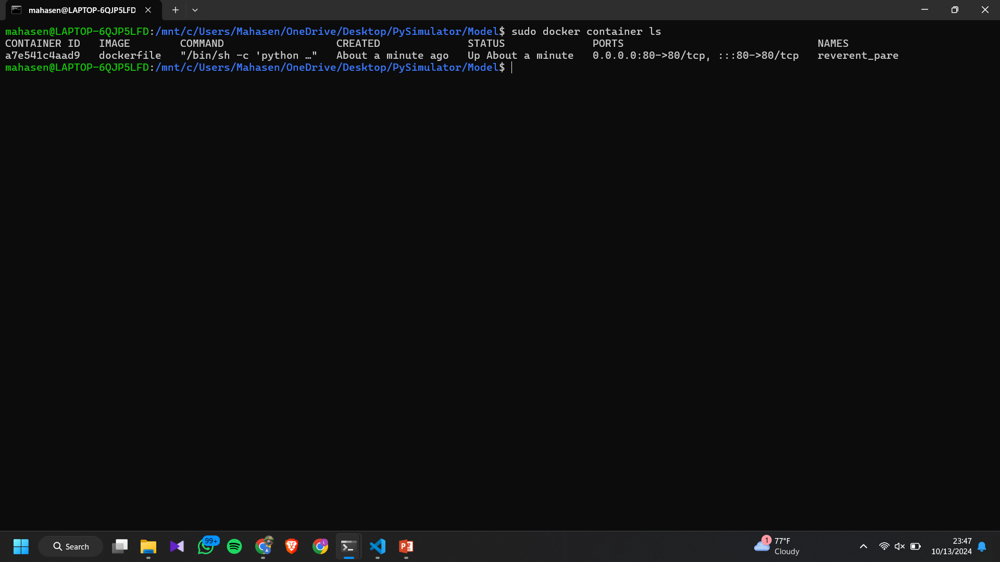 mahasen@LAPTOP-6QJP5LFD
mahasen@LAPTOP-6QJP5LFD:/mnt/c/Users/Mahasen/OneDrive/Desktop/PySimulator/Model$ sudo docker container ls
CONTAINER ID   IMAGE        COMMAND                  CREATED              STATUS              PORTS                               NAMES
a7e541c4aad9   dockerfile   "/bin/sh -c 'python …"   About a minute ago   Up About a minute   0.0.0.0:80->80/tcp, :::80->80/tcp   reverent_pare
mahasen@LAPTOP-6QJP5LFD:/mnt/c/Users/Mahasen/OneDrive/Desktop/PySimulator/Model$
Search
99+
L
P
1
77°F
Cloudy
23:47
10/13/2024